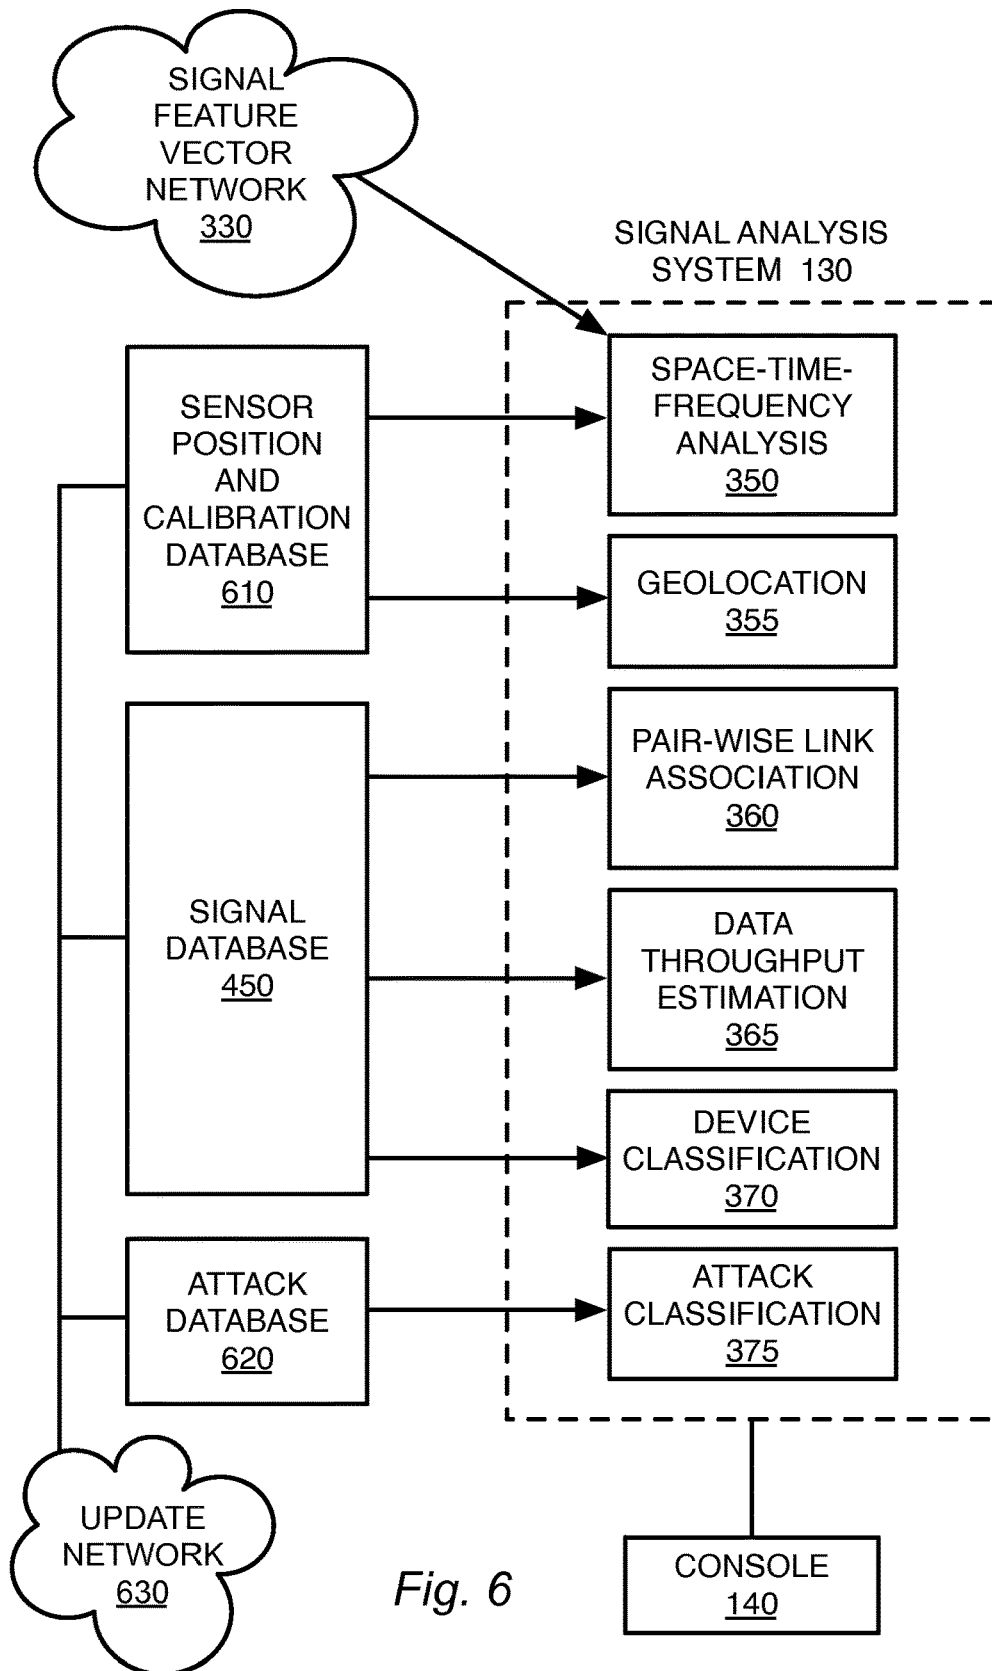 SIGNAL
FEATURE
VECTOR
NETWORK
330
SIGNAL ANALYSIS
SYSTEM 130
SENSOR
POSITION
AND
CALIBRATION
DATABASE
610
SPACE-TIME-
FREQUENCY
ANALYSIS
350
GEOLOCATION
355
SIGNAL
DATABASE
450
PAIR-WISE LINK
ASSOCIATION
360
DATA
THROUGHPUT
ESTIMATION
365
DEVICE
CLASSIFICATION
370
ATTACK
DATABASE
620
ATTACK
CLASSIFICATION
375
UPDATE
NETWORK
630
Fig. 6
CONSOLE
140